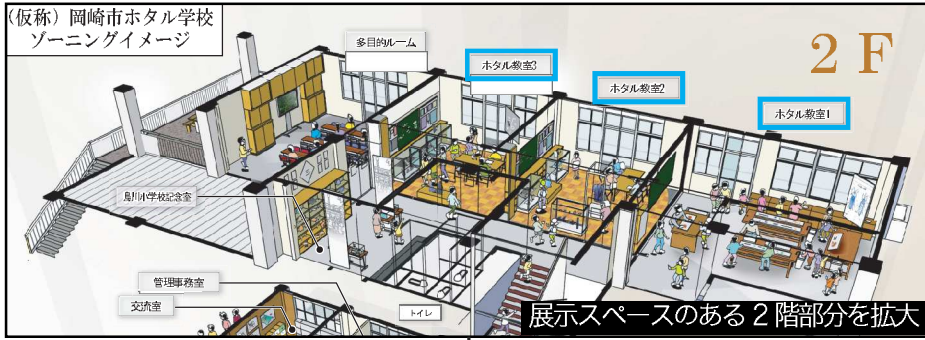 (仮称)岡崎市ホタル学校
ゾーニングイメージ
2F
多目的ルーム
ホタル教室3
ホタル教室2
ホタル教室1
鳥川小学校記念室
管理事務室
交流室
トイレ
展示スペースのある2階部分を拡大